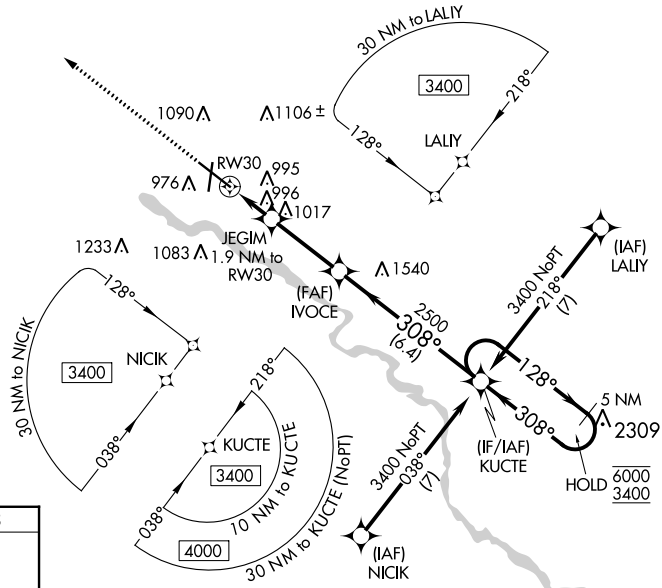 30 NM to LALIY
3400
218°
128°
LALIY
1090
1106 ±
RW30
995
976
996
1017
JEGIM
1.9 NM to
RW30
1233
1083
(IAF)
LALIY
1540
(FAF)
IVOCE
3400 NoPT
218°
(7)
2500
308°
(6.4)
128°
30 NM to NICIK
3400
NICIK
038°
218°
KUCTE
3400
10 NM to KUCTE
038°
4000
30 NM to KUCTE (NoPT)
128°
308°
5 NM
2309
(IF/IAF)
KUCTE
HOLD
6000
3400
3400 NoPT
038°
(7)
(IAF)
NICIK